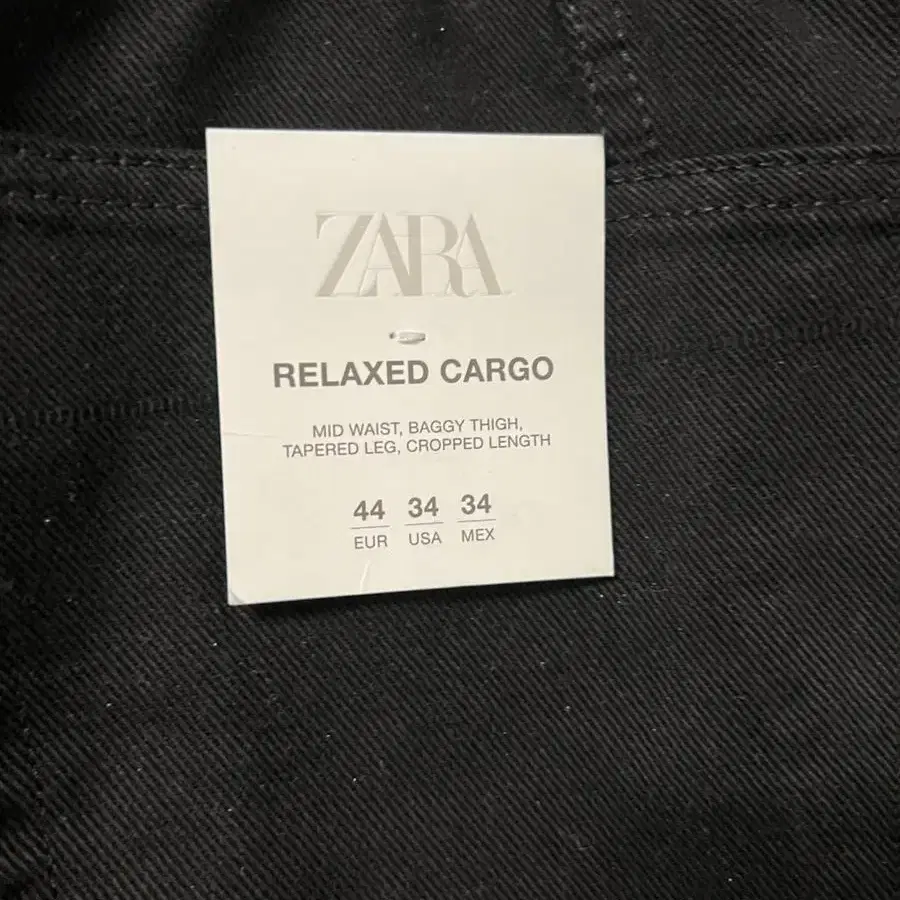 ZARA
RELAXED CARGO
MID WAIST, BAGGY THIGH,
TAPERED LEG, CROPPED LENGTH
44 34 34
EUR USA MEX